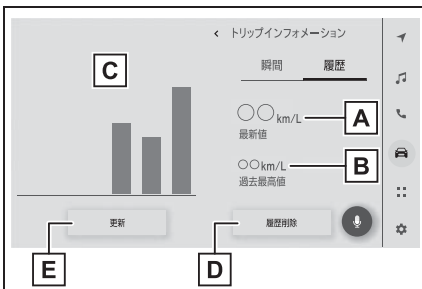 ‹ トリップインフォメーション
瞬間 履歴
C
○○km/L
A
最新値
○○km/L
B
過去最高値
更新
履歴削除
E
D